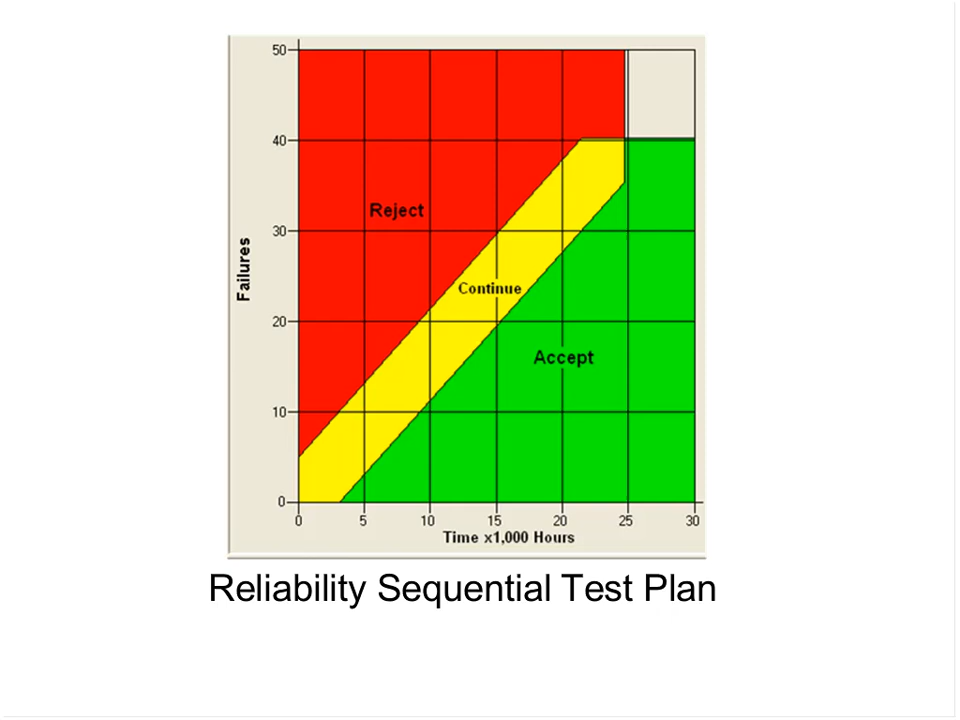 50
40
Reject
30
Failures
Continue
20
Accept
10
0
0 5 10 15 20 25 30
Time x1,000 Hours
Reliability Sequential Test Plan